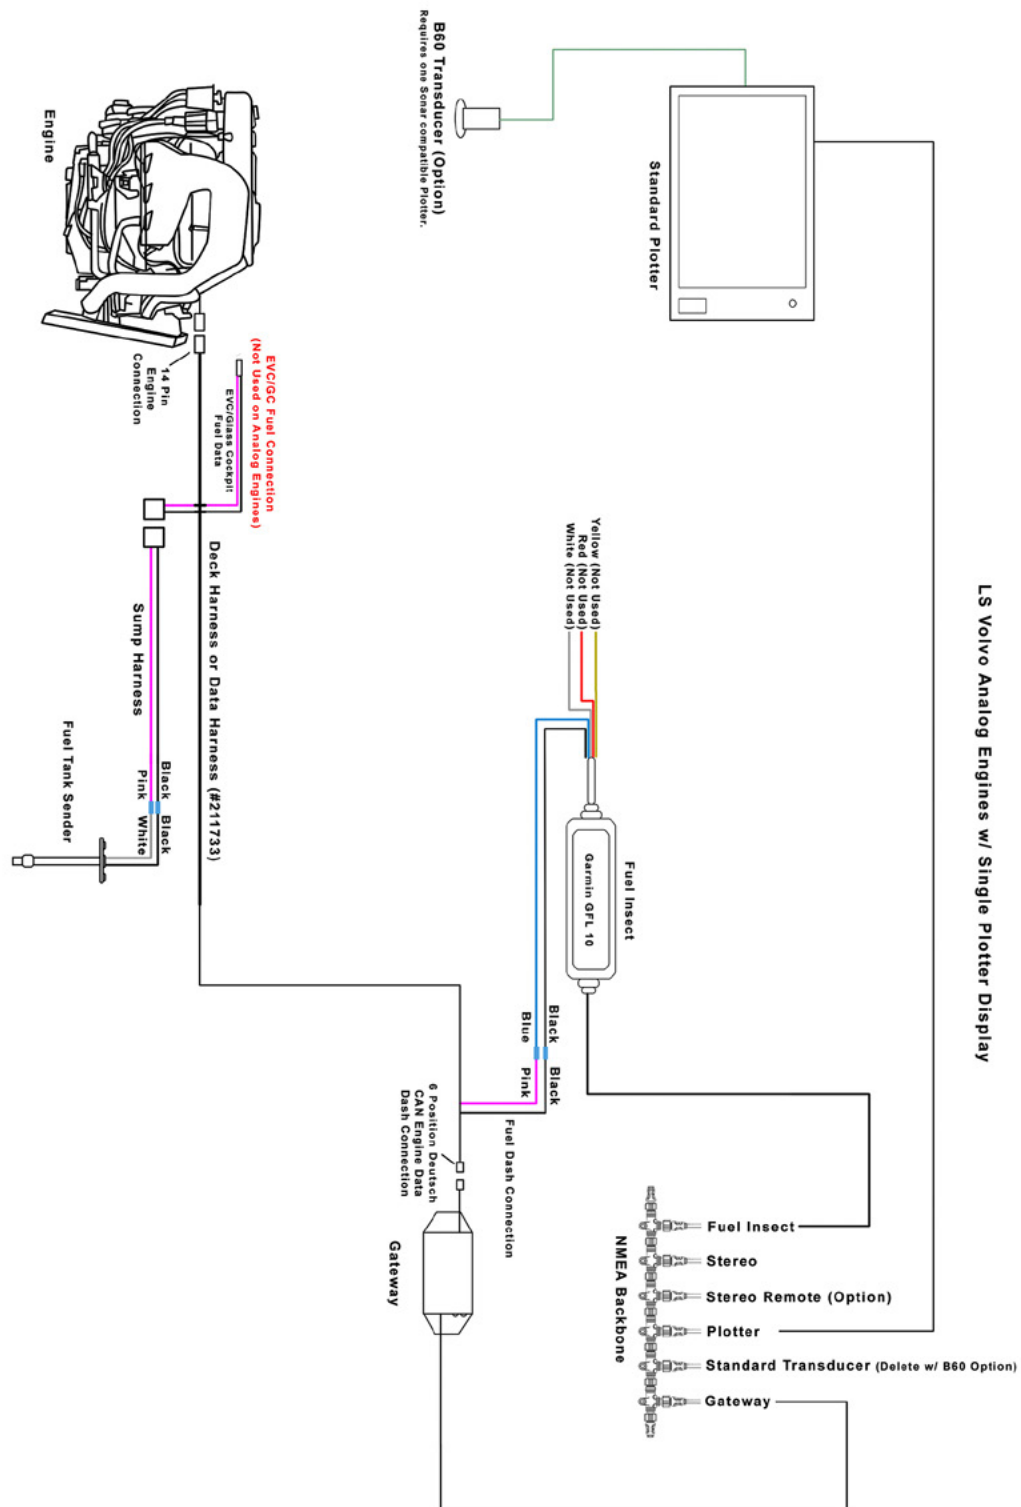 LS Volvo Analog Engines w/ Single Plotter Display
B60 Transducer (Option)
Requires one Sonar compatible Plotter.
Standard Plotter
Engine
14 Pin
Engine
Connection
EVC/GC Fuel Connection
(Not Used on Analog Engines)
EVC/Glass Cockpit
Fuel Data
Deck Harness or Data Harness (#211733)
Sump Harness
Black
Pink
Black
White
Fuel Tank Sender
Yellow (Not Used)
Red (Not Used)
White (Not Used)
Fuel Insect
Garmin GFL 10
Black
Blue
Black
Pink
Fuel Dash Connection
6 Position Deutsch
CAN Engine Data
Dash Connection
Gateway
NMEA Backbone
Fuel Insect
Stereo
Stereo Remote (Option)
Plotter
Standard Transducer (Delete w/ B60 Option)
Gateway